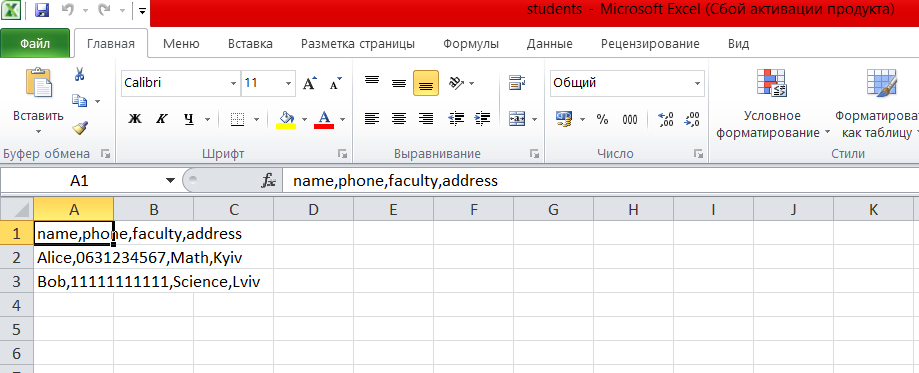 students - Microsoft Excel (Сбой активации продукта)
Файл Главная Меню Вставка Разметка страницы Формулы Данные Рецензирование Вид
Вставить
Calibri 11
Ж К Ч А
Общий
% 000
Условное форматирование
Форматирова как таблицу
Буфер обмена Шрифт Выравнивание Число Стили
A1 fx name,phone,faculty,address
A B C D E F G H I J K
1 name,phone,faculty,address
2 Alice,0631234567,Math,Kyiv
3 Bob,11111111111,Science,Lviv
4
5
6